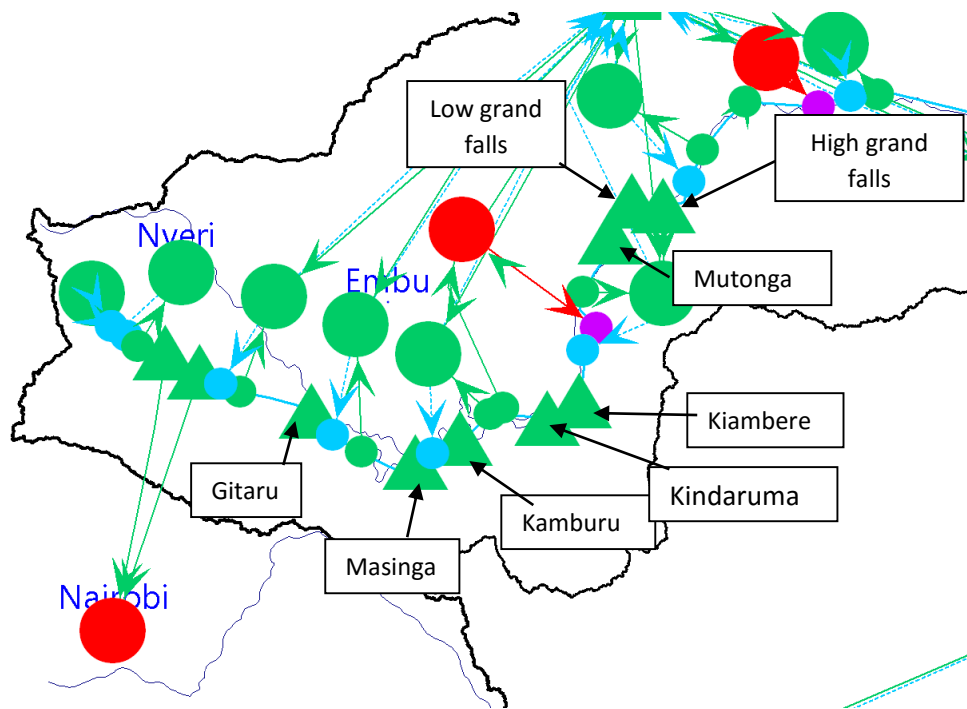 Low grand
falls
High grand
falls
Nyeri
Embu
Mutonga
Kiambere
Gitaru
Kindaruma
Kamburu
Masinga
Nairobi